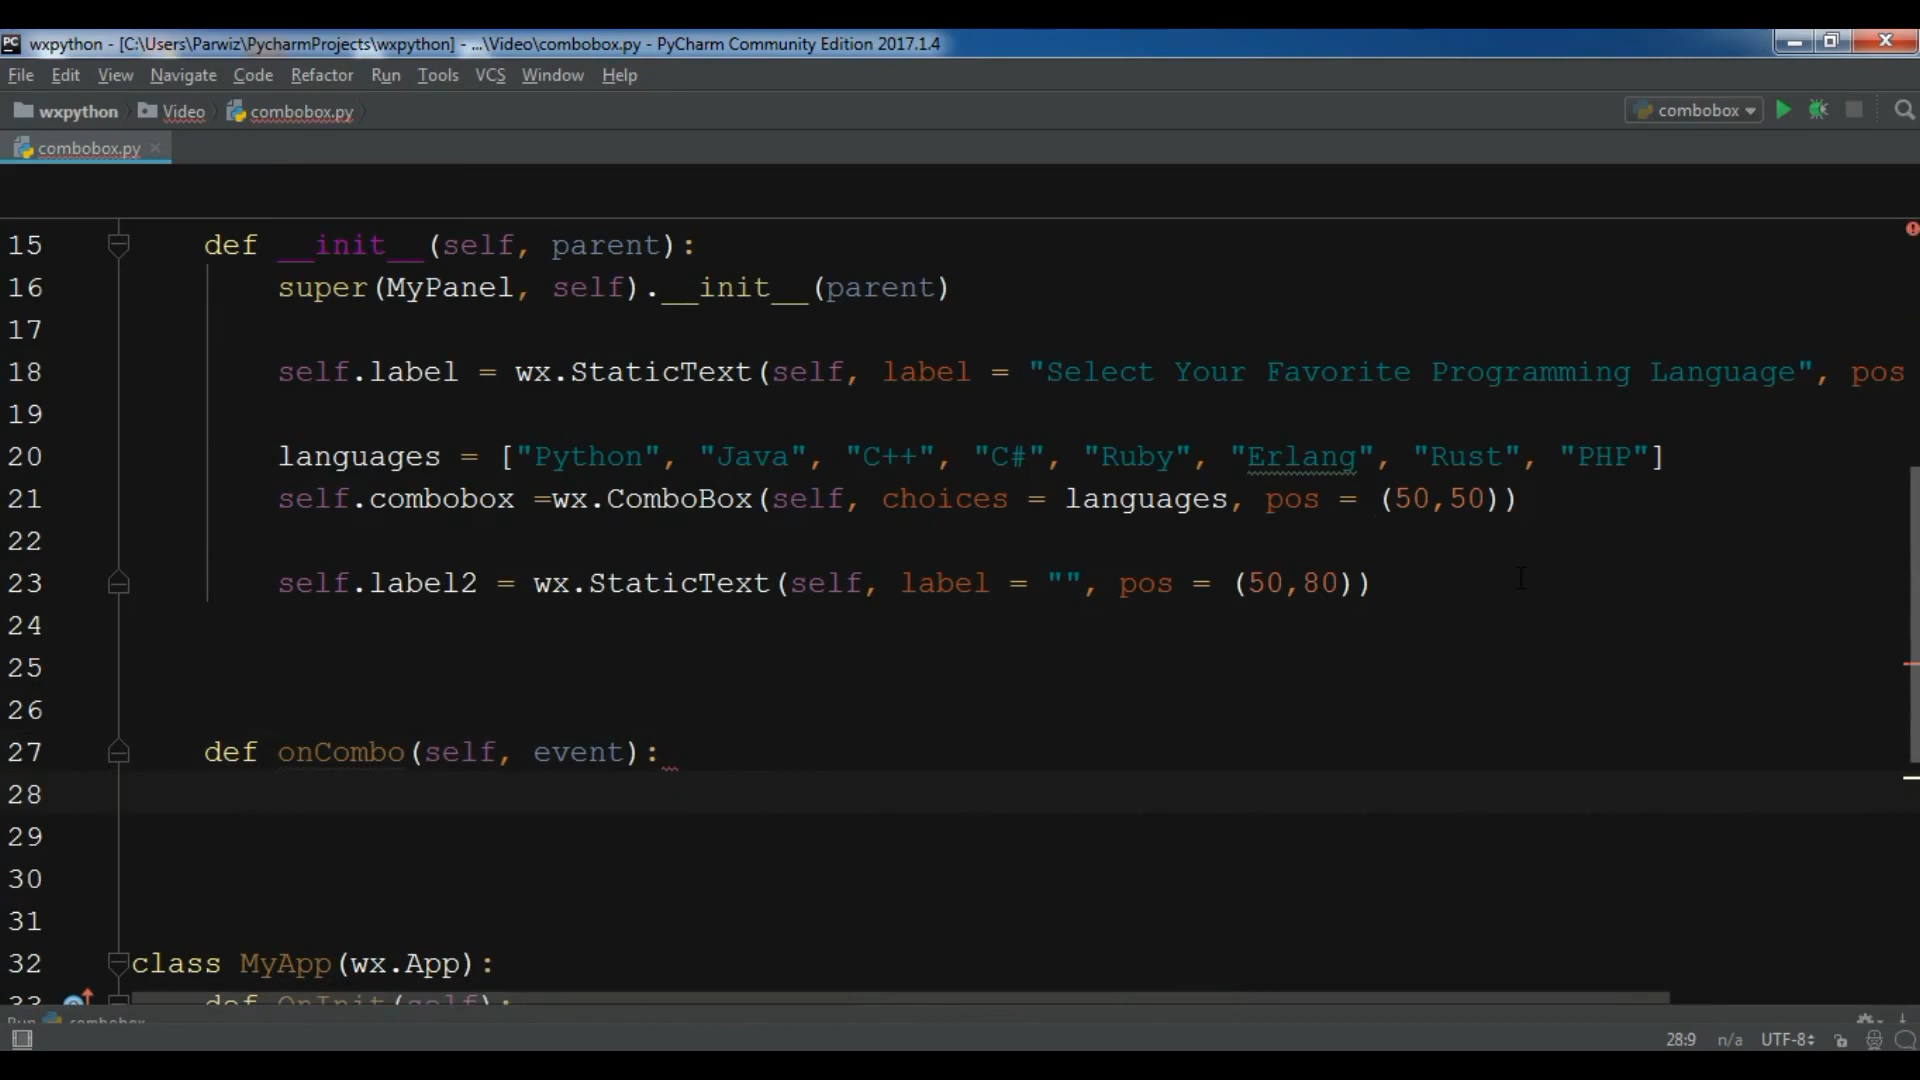 wxpython - [C:\Users\Parwiz\PycharmProjects\wxpython] - ...\Video\combobox.py - PyCharm Community Edition 2017.1.4
File Edit View Navigate Code Refactor Run Tools VCS Window Help
wxpython Video combobox.py combobox
combobox.py
15 def __init__(self, parent):
16 super(MyPanel, self).__init__(parent)
17
18 self.label = wx.StaticText(self, label = "Select Your Favorite Programming Language", pos
19
20 languages = ["Python", "Java", "C++", "C#", "Ruby", "Erlang", "Rust", "PHP"]
21 self.combobox =wx.ComboBox(self, choices = languages, pos = (50,50))
22
23 self.label2 = wx.StaticText(self, label = "", pos = (50,80))
24
25
26
27 def onCombo(self, event):
28
29
30
31
32 class MyApp(wx.App):
33 def OnInit(self):
Run combobox
28:9 n/a UTF-8